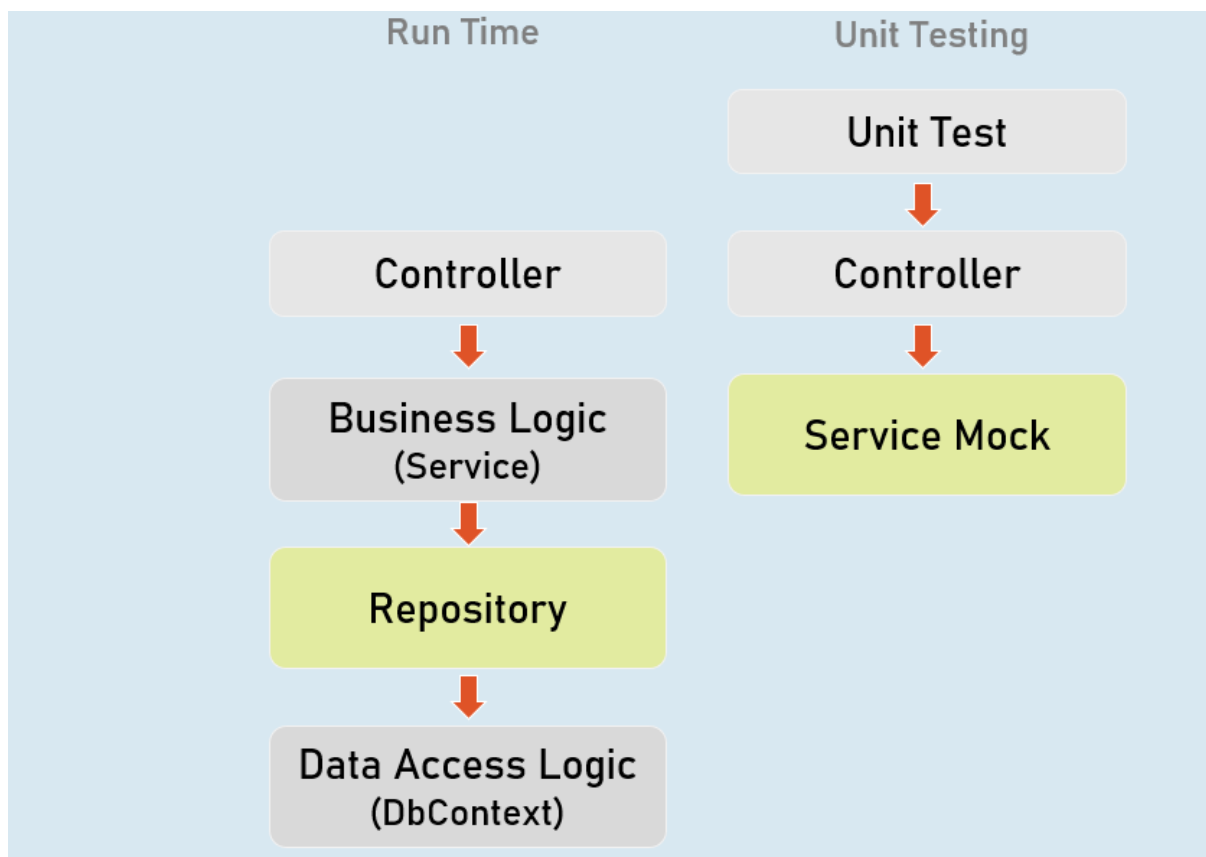 Run Time
Unit Testing
Unit Test
Controller
Controller
Business Logic
(Service)
Service Mock
Repository
Data Access Logic
(DbContext)